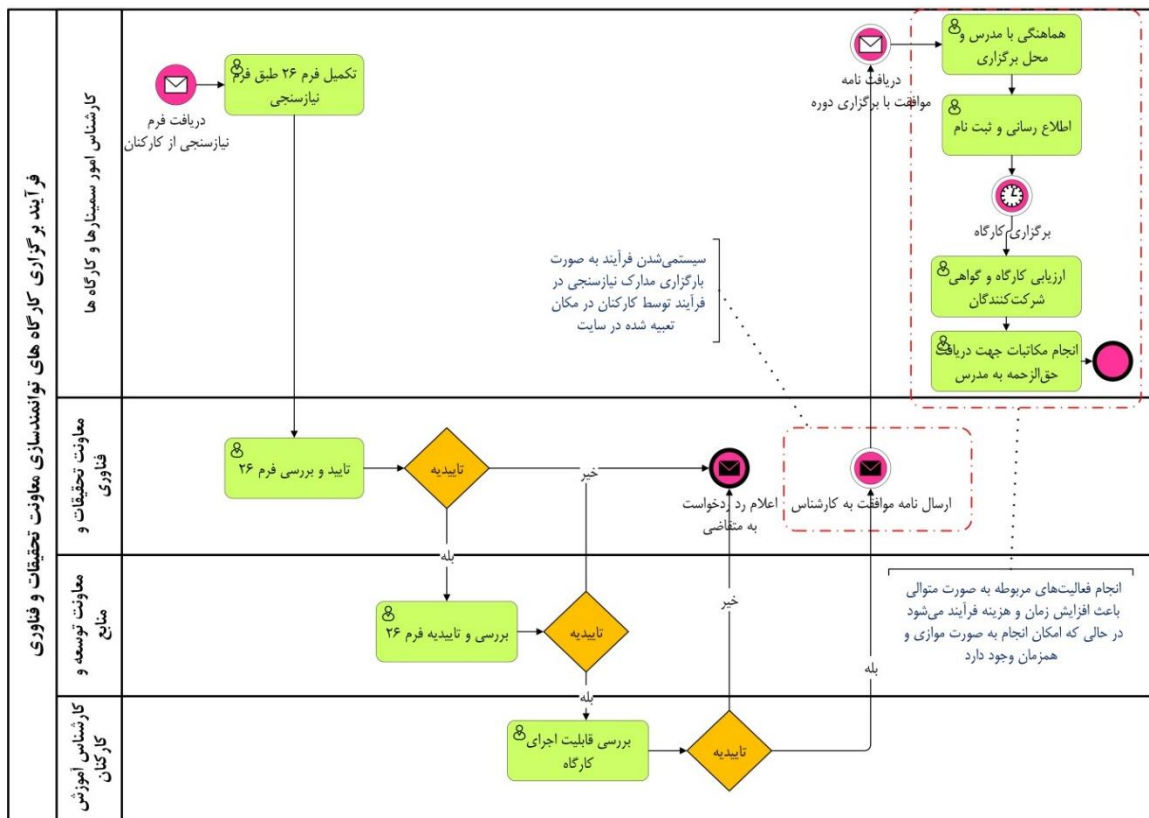 فرآیند برگزاری کارگاه های توانمندسازی معاونت تحقیقات و فناوری
کارشناس امور سمینارها و کارگاه ها
دریافت فرم
نیازسنجی از کارکنان
تکمیل فرم ۲۶ طبق فرم
نیازسنجی
دریافت نامه
موافقت با برگزاری دوره
هماهنگی با مدرس و
محل برگزاری
اطلاع رسانی و ثبت نام
برگزاری کارگاه
ارزیابی کارگاه و گواهی
شرکت‌کنندگان
انجام مکاتبات جهت دریافت
حق‌الزحمه به مدرس
سیستمی‌شدن فرآیند به صورت
بارگزاری مدارک نیازسنجی در
فرآیند توسط کارکنان در مکان
تعبیه شده در سایت
معاونت تحقیقات و
فناوری
تایید و بررسی فرم ۲۶
تاییدیه
خیر
بله
اعلام رد ردخواست
به متقاضی
ارسال نامه موافقت به کارشناس
معاونت توسعه و
منابع
بررسی و تاییدیه فرم ۲۶
تاییدیه
بله
خیر
بله
انجام فعالیت‌های مربوطه به صورت متوالی
باعث افزایش زمان و هزینه فرآیند می‌شود
در حالی که امکان انجام به صورت موازی و
همزمان وجود دارد
کارشناس آموزش
کارکنان
بررسی قابلیت اجرای
کارگاه
تاییدیه